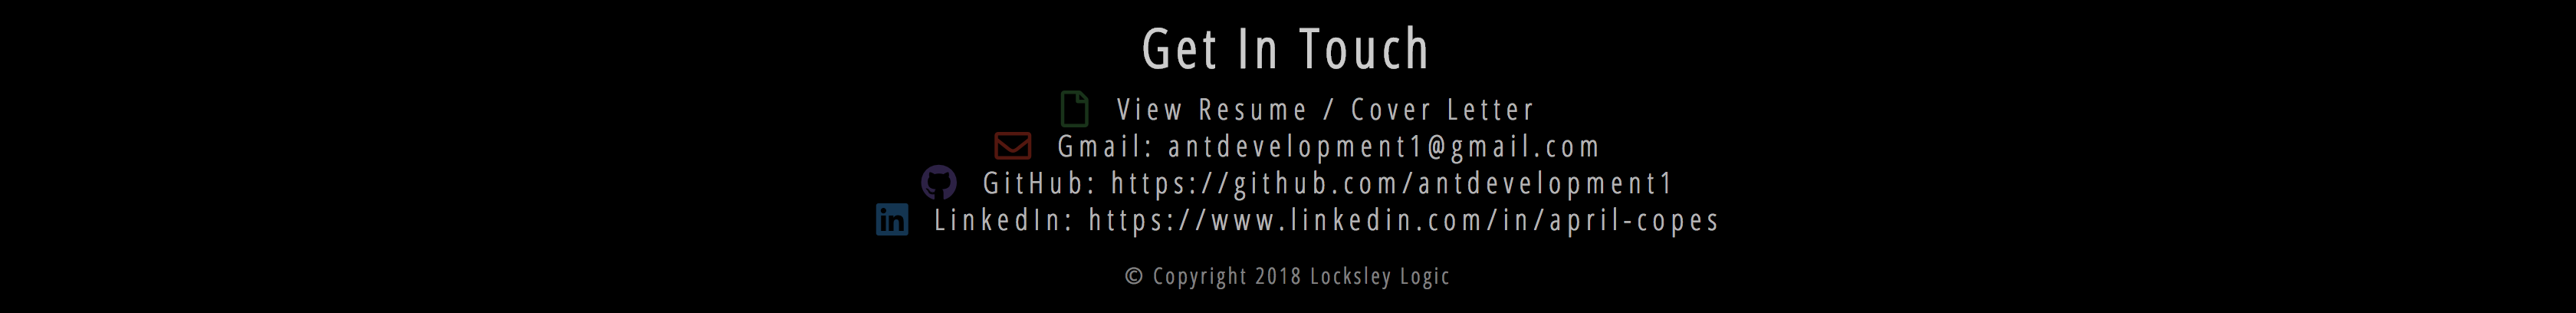 Get In Touch
View Resume / Cover Letter
Gmail: antdevelopment1@gmail.com
GitHub: https://github.com/antdevelopment1
LinkedIn: https://www.linkedin.com/in/april-copes
© Copyright 2018 Locksley Logic